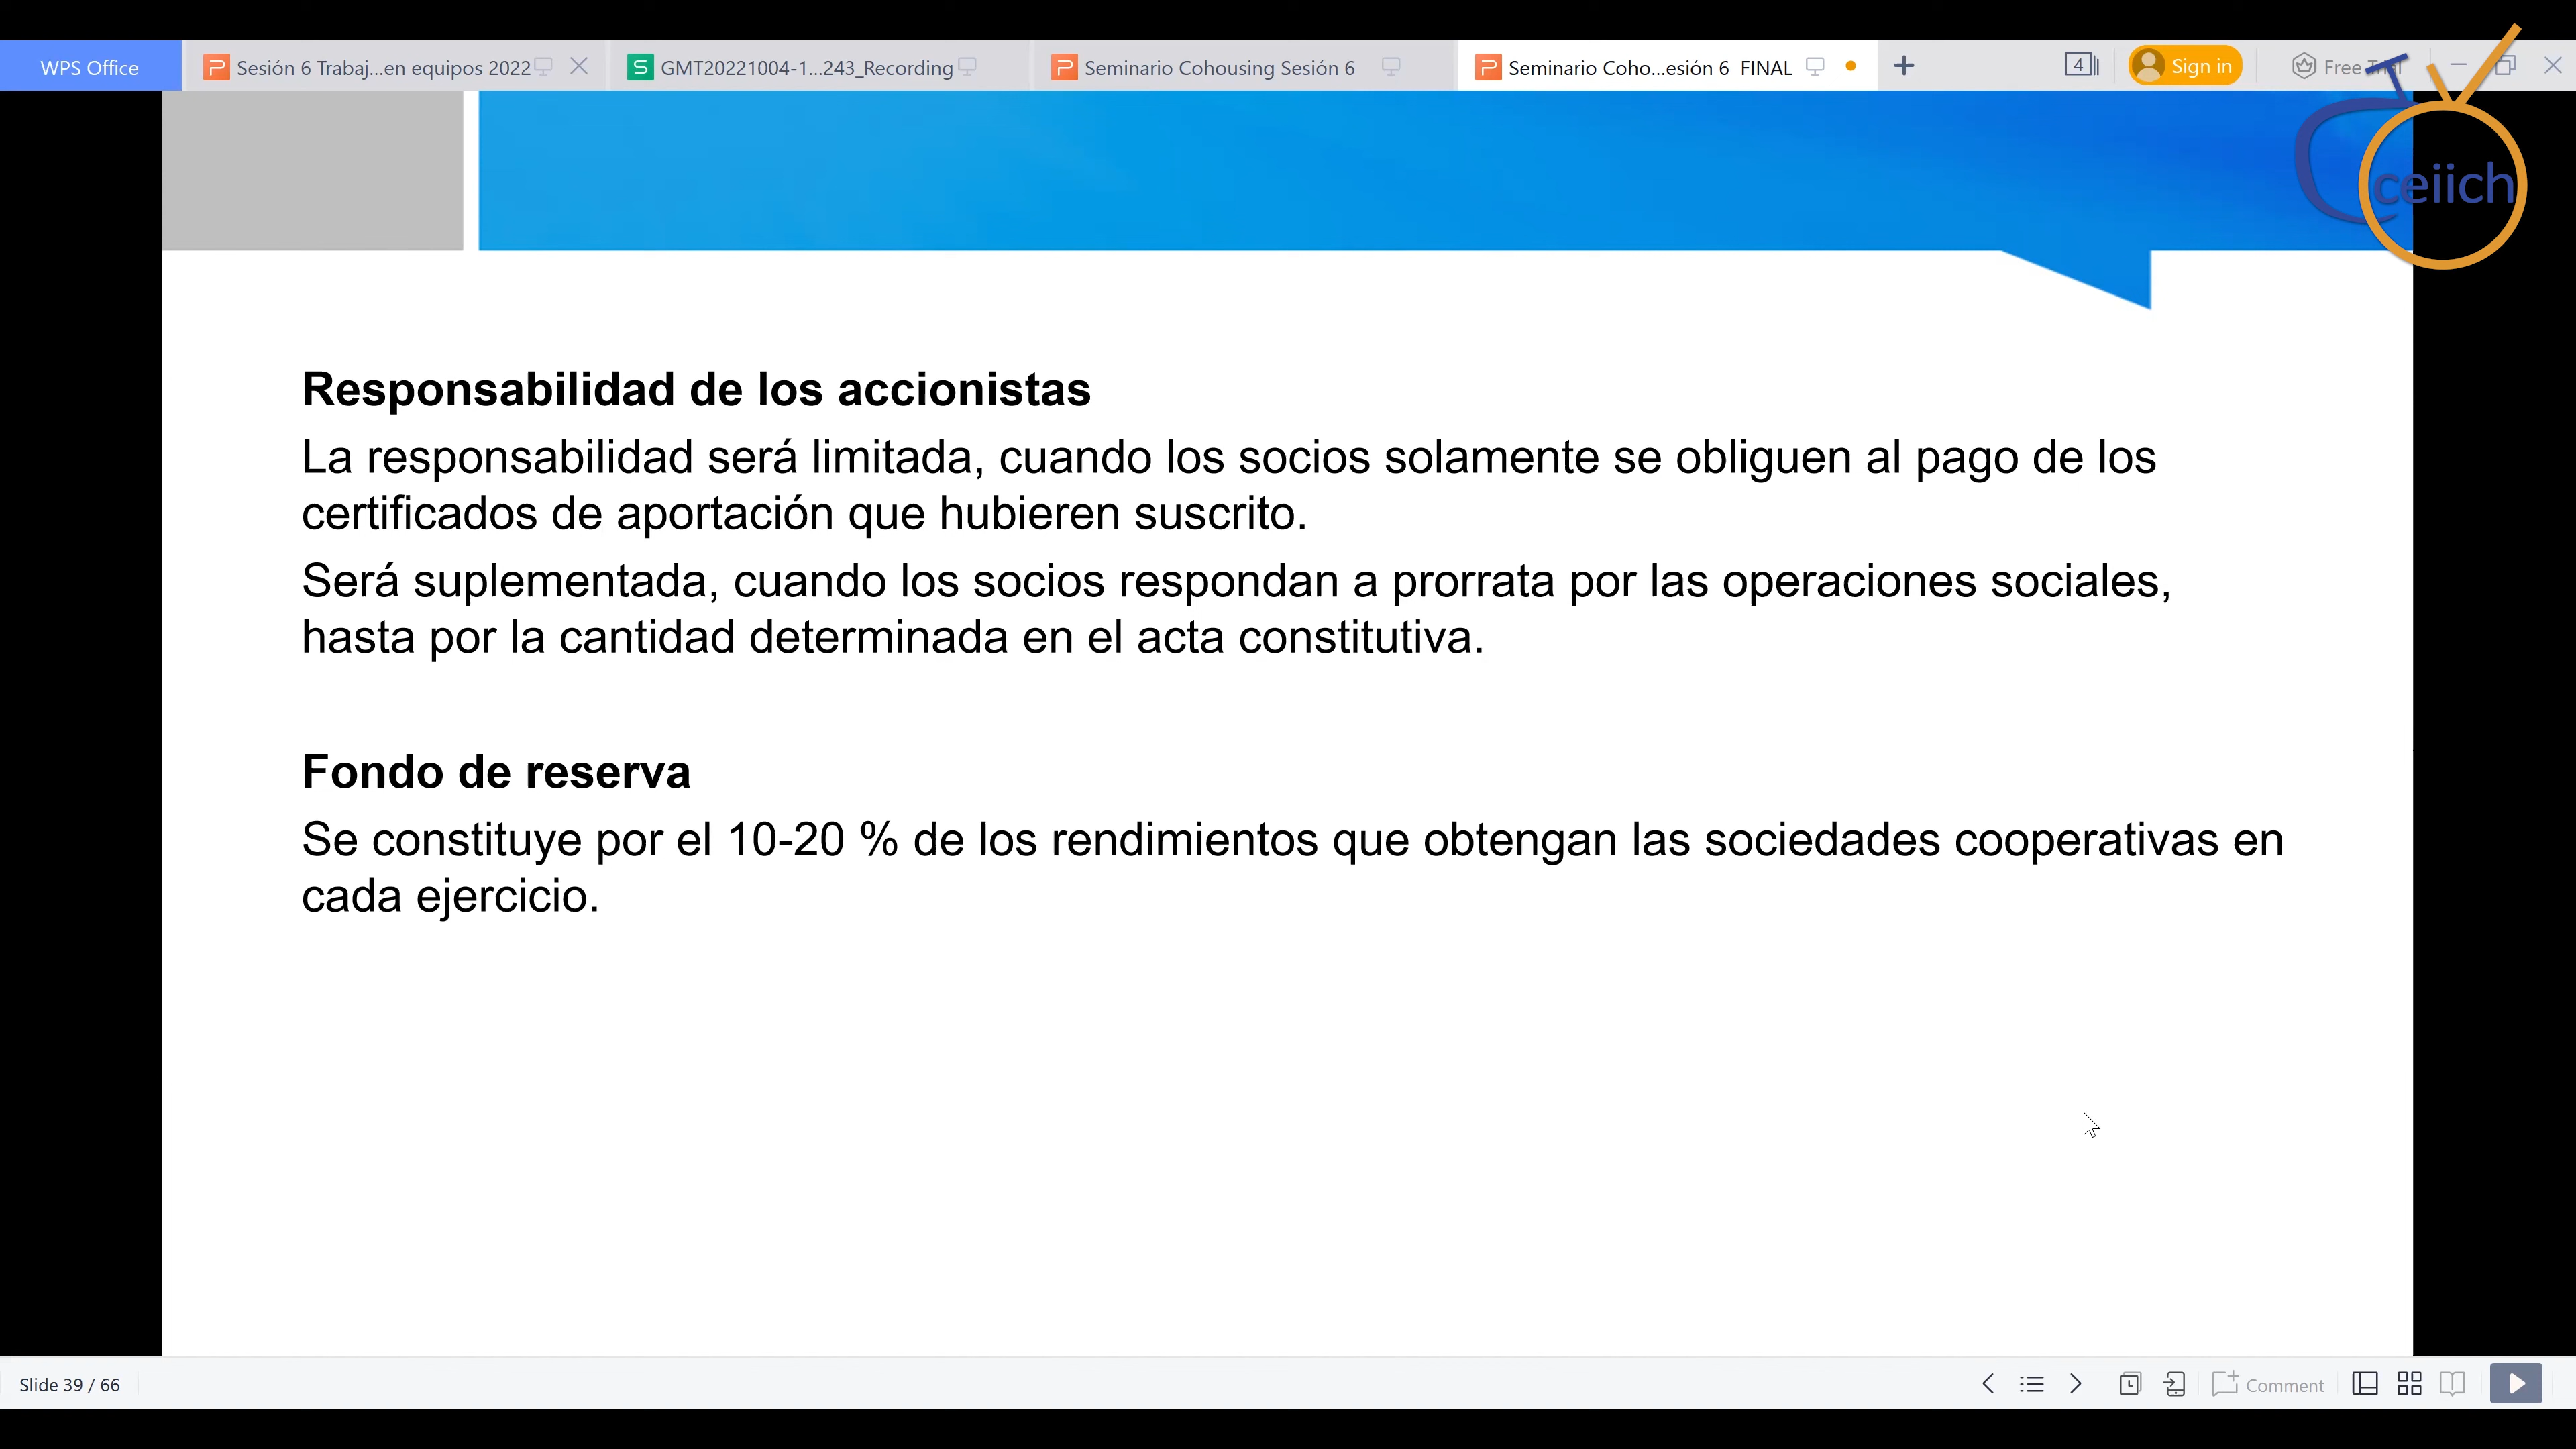 WPS Office
Sesión 6 Trabaj...en equipos 2022
GMT20221004-1...243_Recording
Seminario Cohousing Sesión 6
Seminario Coho...esión 6 FINAL
4
Sign in
Free Trial
ceiich
Responsabilidad de los accionistas
La responsabilidad será limitada, cuando los socios solamente se obliguen al pago de los
certificados de aportación que hubieren suscrito.
Será suplementada, cuando los socios respondan a prorrata por las operaciones sociales,
hasta por la cantidad determinada en el acta constitutiva.
Fondo de reserva
Se constituye por el 10-20 % de los rendimientos que obtengan las sociedades cooperativas en
cada ejercicio.
Slide 39 / 66
Comment